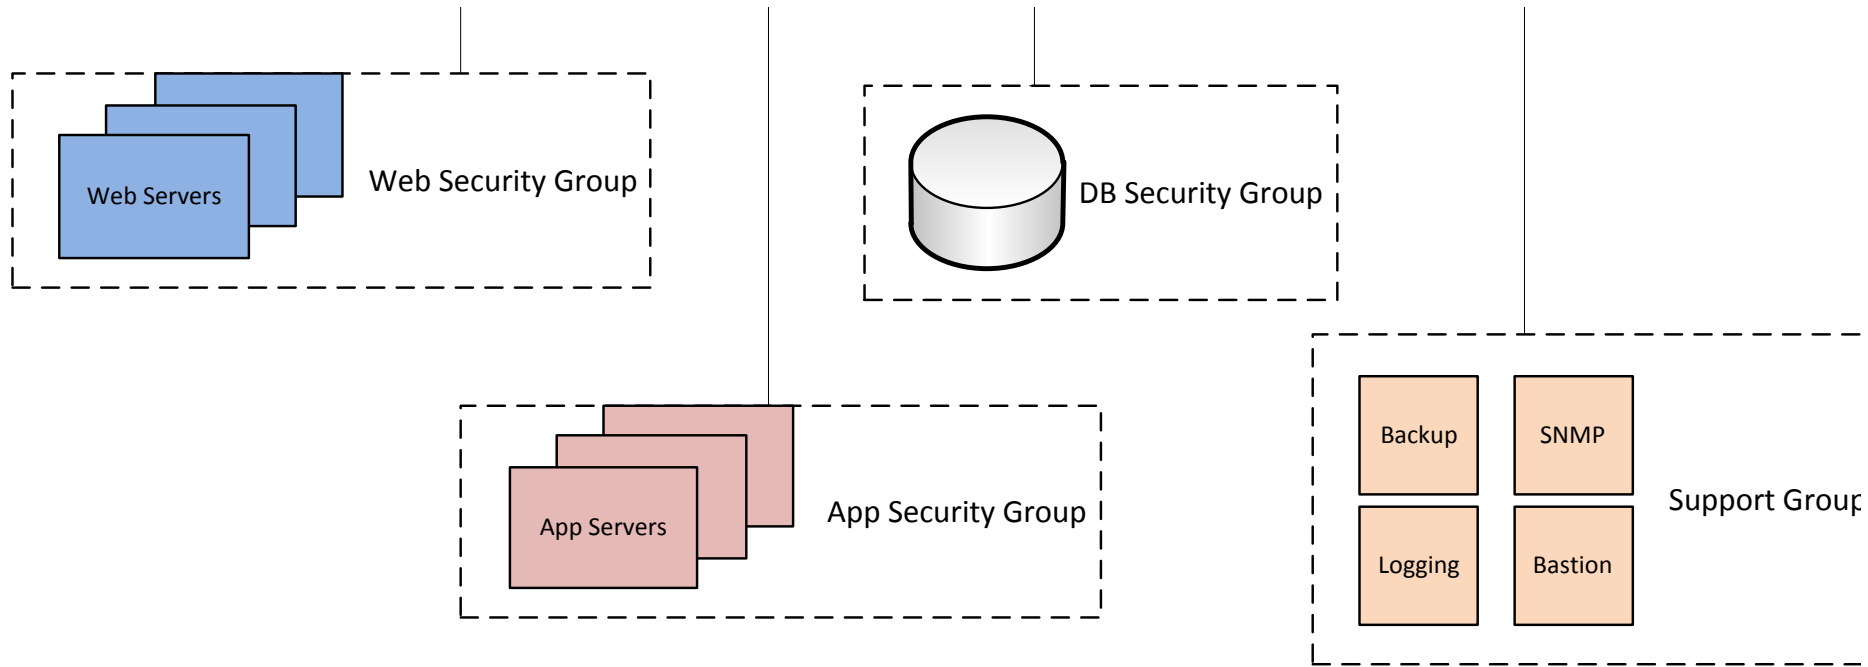 Web Servers
Web Security Group
DB Security Group
App Servers
App Security Group
Backup
SNMP
Logging
Bastion
Support Group